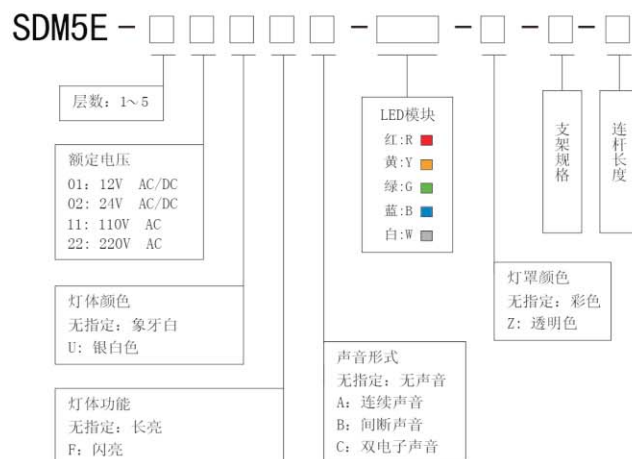 SDM5E - - - -
层数: 1～5
额定电压
01: 12V AC/DC
02: 24V AC/DC
11: 110V AC
22: 220V AC
灯体颜色
无指定: 象牙白
U: 银白色
灯体功能
无指定: 长亮
F: 闪亮
声音形式
无指定: 无声音
A: 连续声音
B: 间断声音
C: 双电子声音
LED模块
红:R
黄:Y
绿:G
蓝:B
白:W
灯罩颜色
无指定: 彩色
Z: 透明色
支架规格
连杆长度